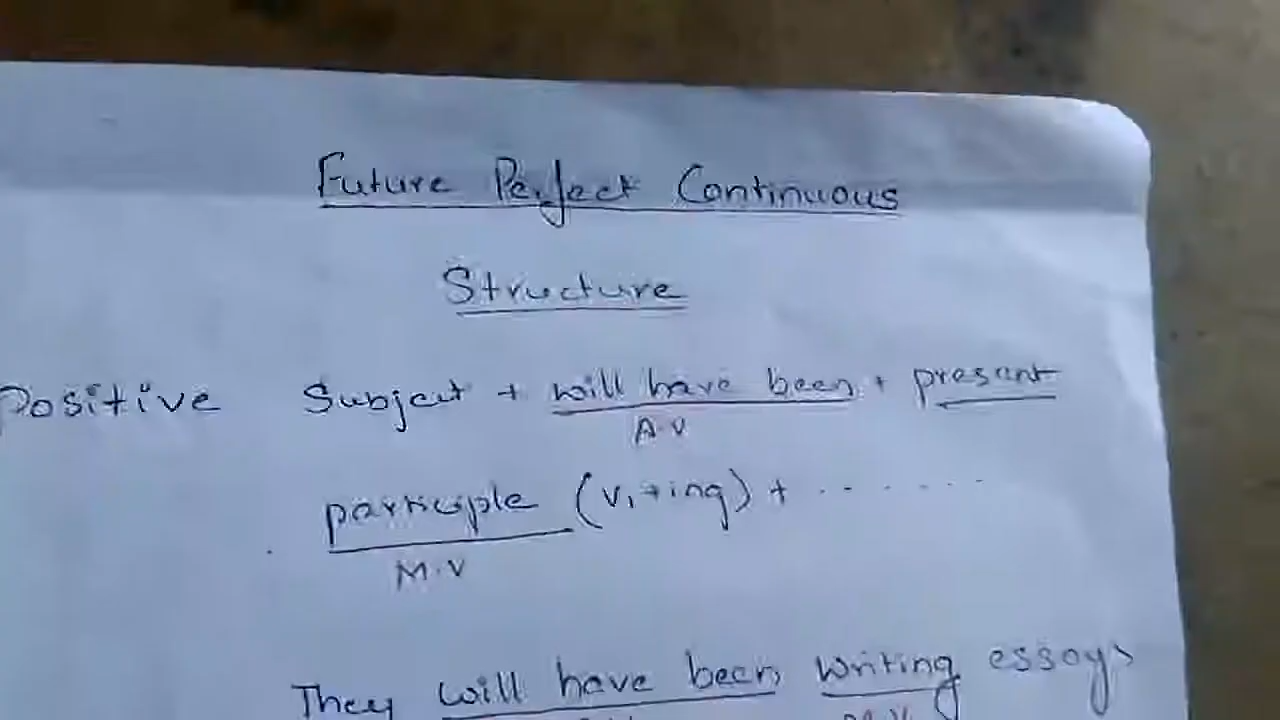 Future Perfect Continuous
Structure
Positive Subject + will have been + present
A.V
participle (V1+ing) + .......
M.V
They will have been writing essays
M.V